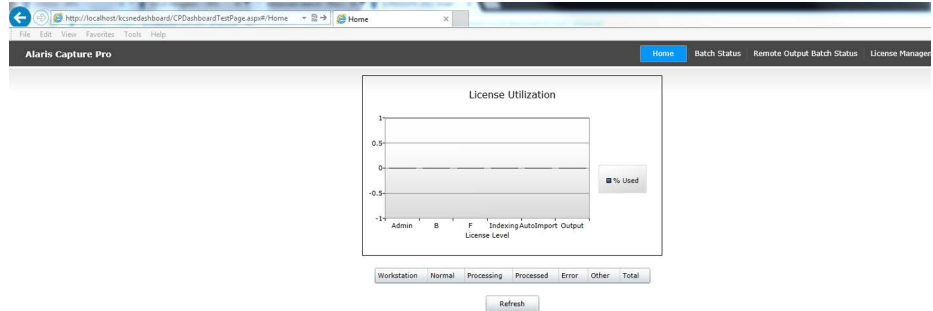 http://localhost/kcsnedashboard/CPDashboardTestPage.aspx#/Home
Home
File Edit View Favorites Tools Help
Alaris Capture Pro
Home Batch Status Remote Output Batch Status License Manager
License Utilization
1
0.5
0
-0.5
-1
% Used
Admin B F Indexing AutoImport Output
License Level
Workstation Normal Processing Processed Error Other Total
Refresh